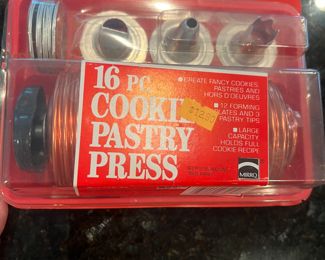 16 PC.
COOKIE
PASTRY
PRESS
■ CREATE FANCY COOKIES,
PASTRIES AND
HORS D'OEUVRES
■ 12 FORMING
PLATES AND 3
PASTRY TIPS
■ LARGE
CAPACITY,
HOLDS FULL
COOKIE RECIPE
MIRRO